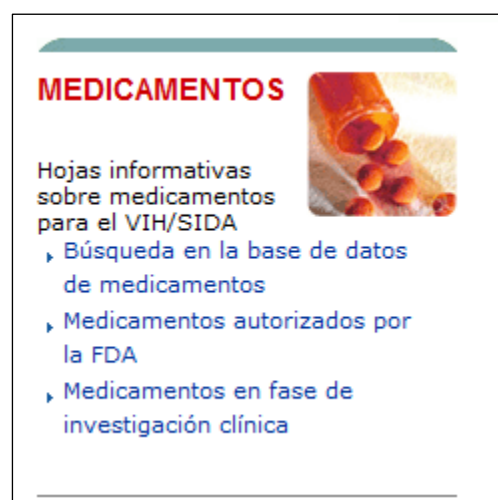 MEDICAMENTOS
Hojas informativas
sobre medicamentos
para el VIH/SIDA
Búsqueda en la base de datos
de medicamentos
Medicamentos autorizados por
la FDA
Medicamentos en fase de
investigación clínica